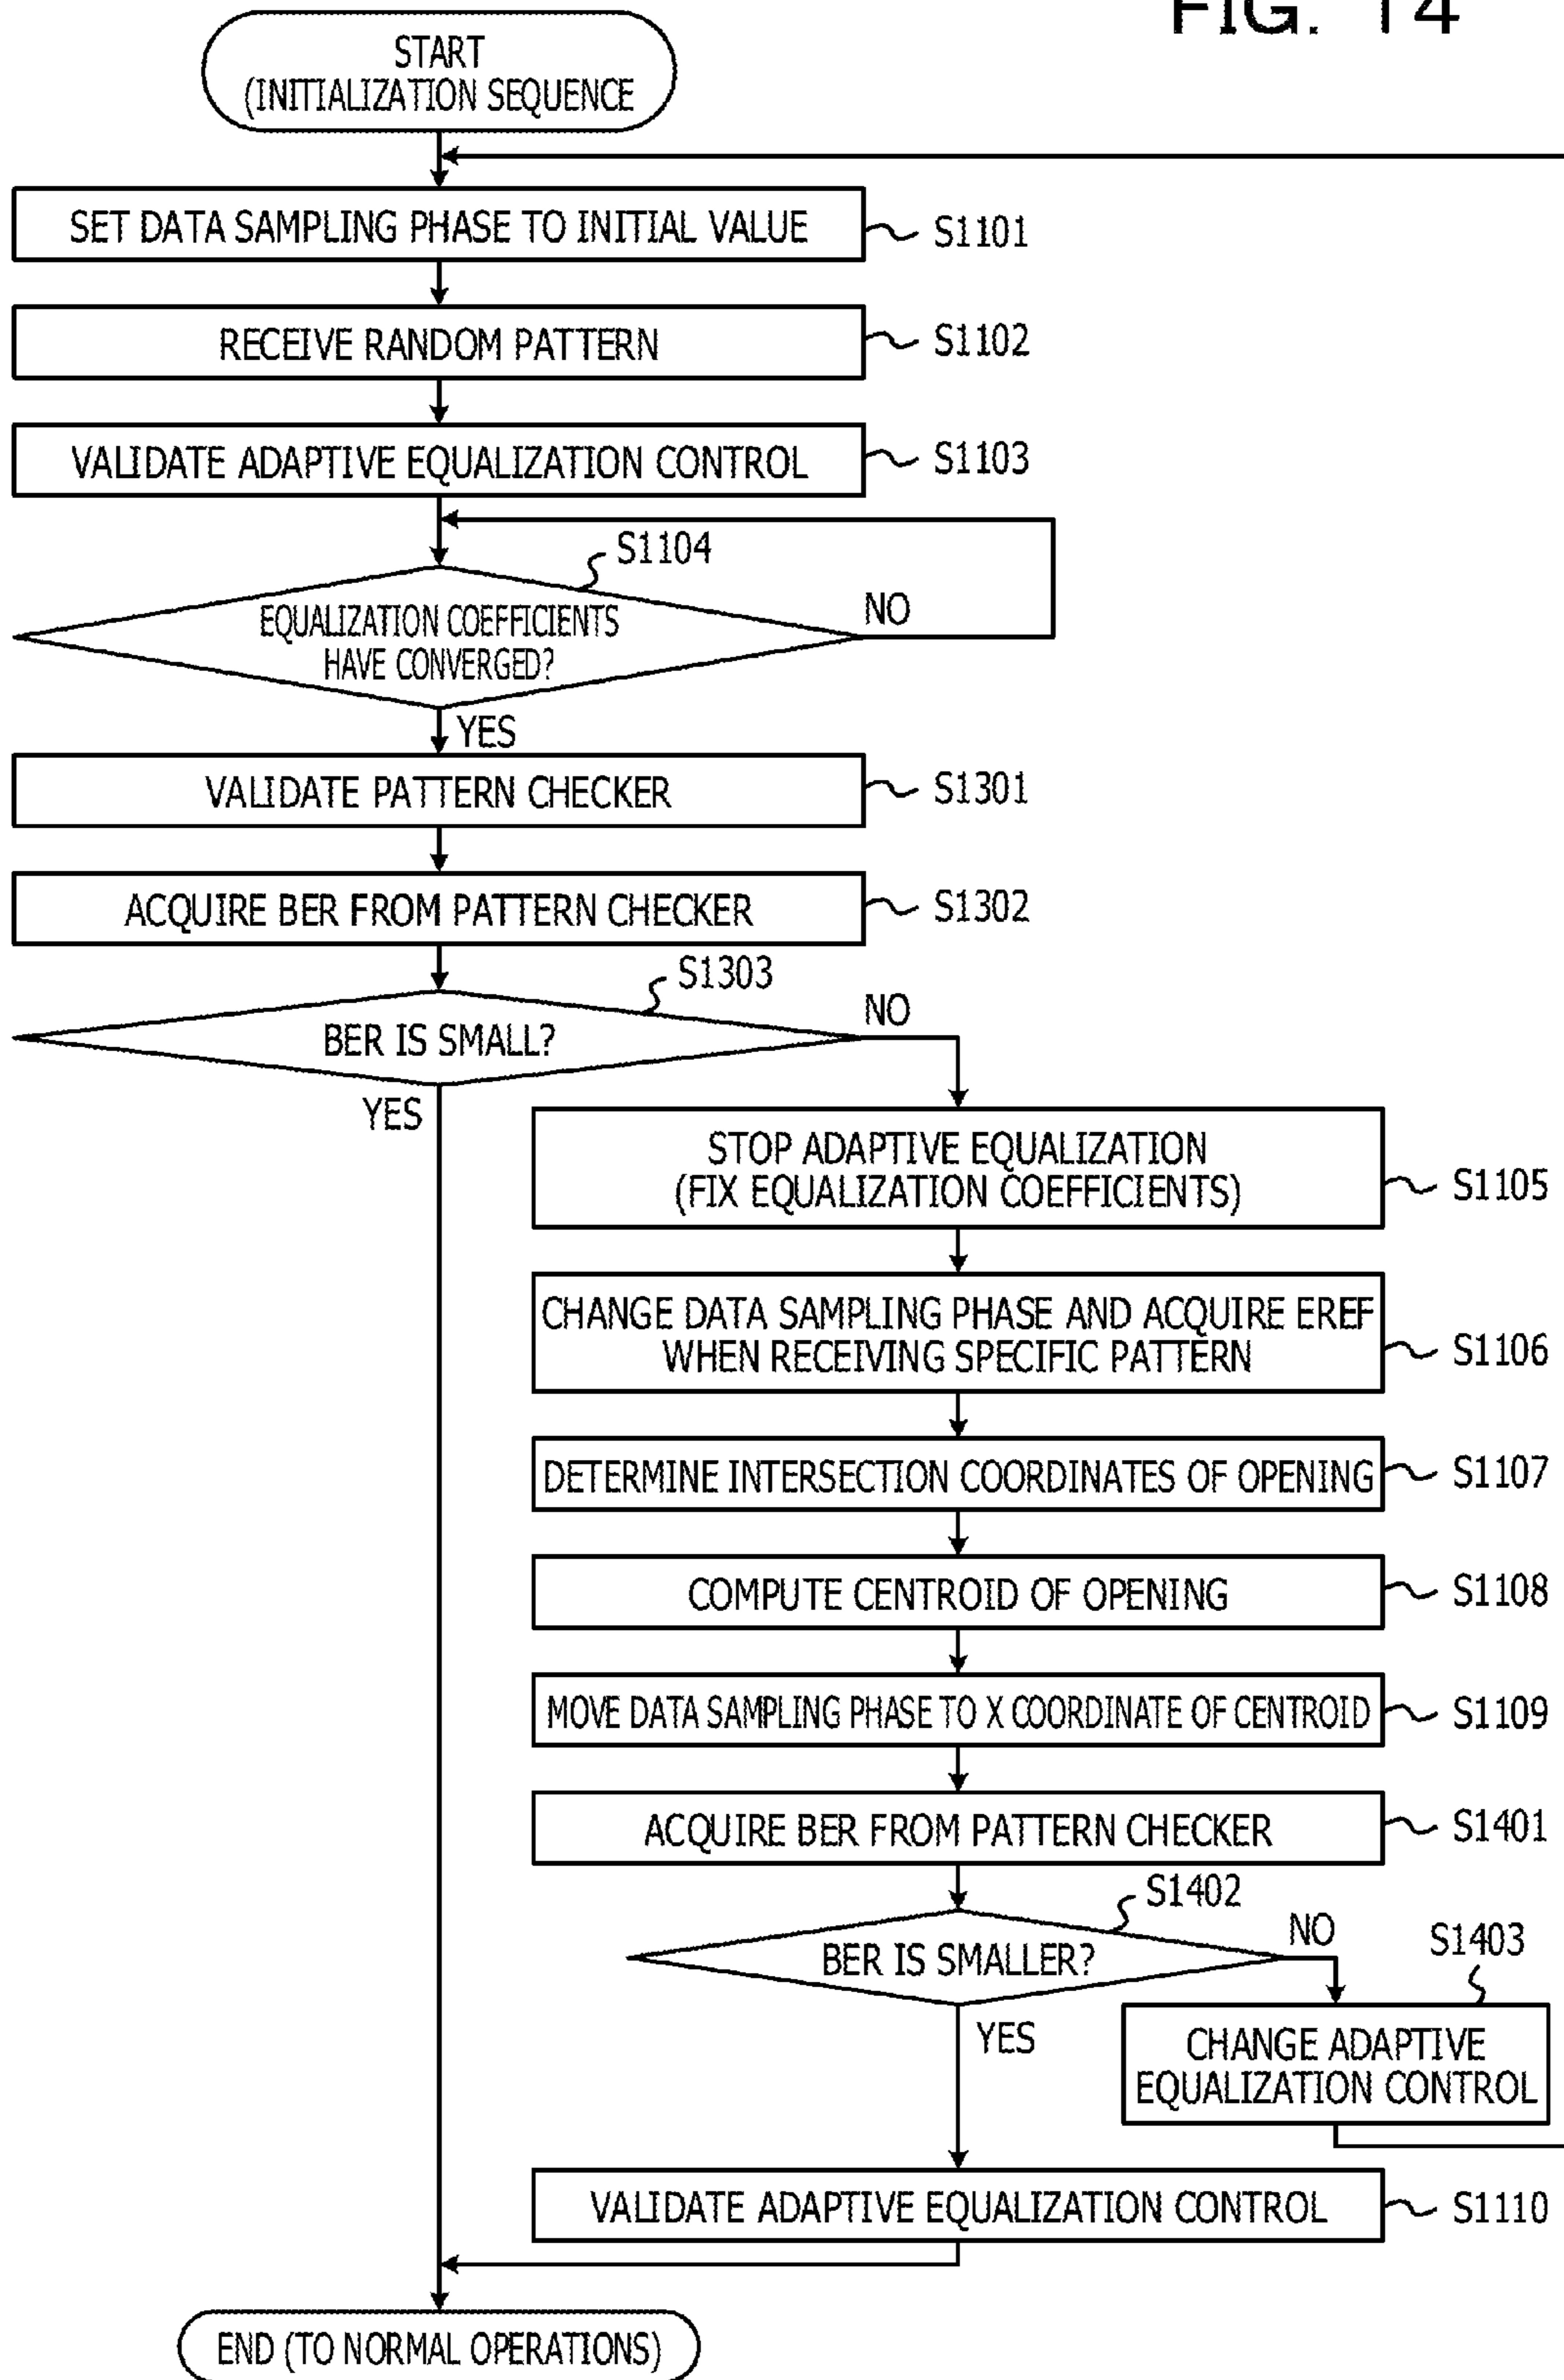 FIG. 14
START
(INITIALIZATION SEQUENCE
SET DATA SAMPLING PHASE TO INITIAL VALUE
S1101
RECEIVE RANDOM PATTERN
S1102
VALIDATE ADAPTIVE EQUALIZATION CONTROL
S1103
S1104
EQUALIZATION COEFFICIENTS
HAVE CONVERGED?
NO
YES
VALIDATE PATTERN CHECKER
S1301
ACQUIRE BER FROM PATTERN CHECKER
S1302
S1303
BER IS SMALL?
NO
YES
STOP ADAPTIVE EQUALIZATION
(FIX EQUALIZATION COEFFICIENTS)
S1105
CHANGE DATA SAMPLING PHASE AND ACQUIRE EREF
WHEN RECEIVING SPECIFIC PATTERN
S1106
DETERMINE INTERSECTION COORDINATES OF OPENING
S1107
COMPUTE CENTROID OF OPENING
S1108
MOVE DATA SAMPLING PHASE TO X COORDINATE OF CENTROID
S1109
ACQUIRE BER FROM PATTERN CHECKER
S1401
S1402
BER IS SMALLER?
NO
S1403
YES
CHANGE ADAPTIVE
EQUALIZATION CONTROL
VALIDATE ADAPTIVE EQUALIZATION CONTROL
S1110
END (TO NORMAL OPERATIONS)